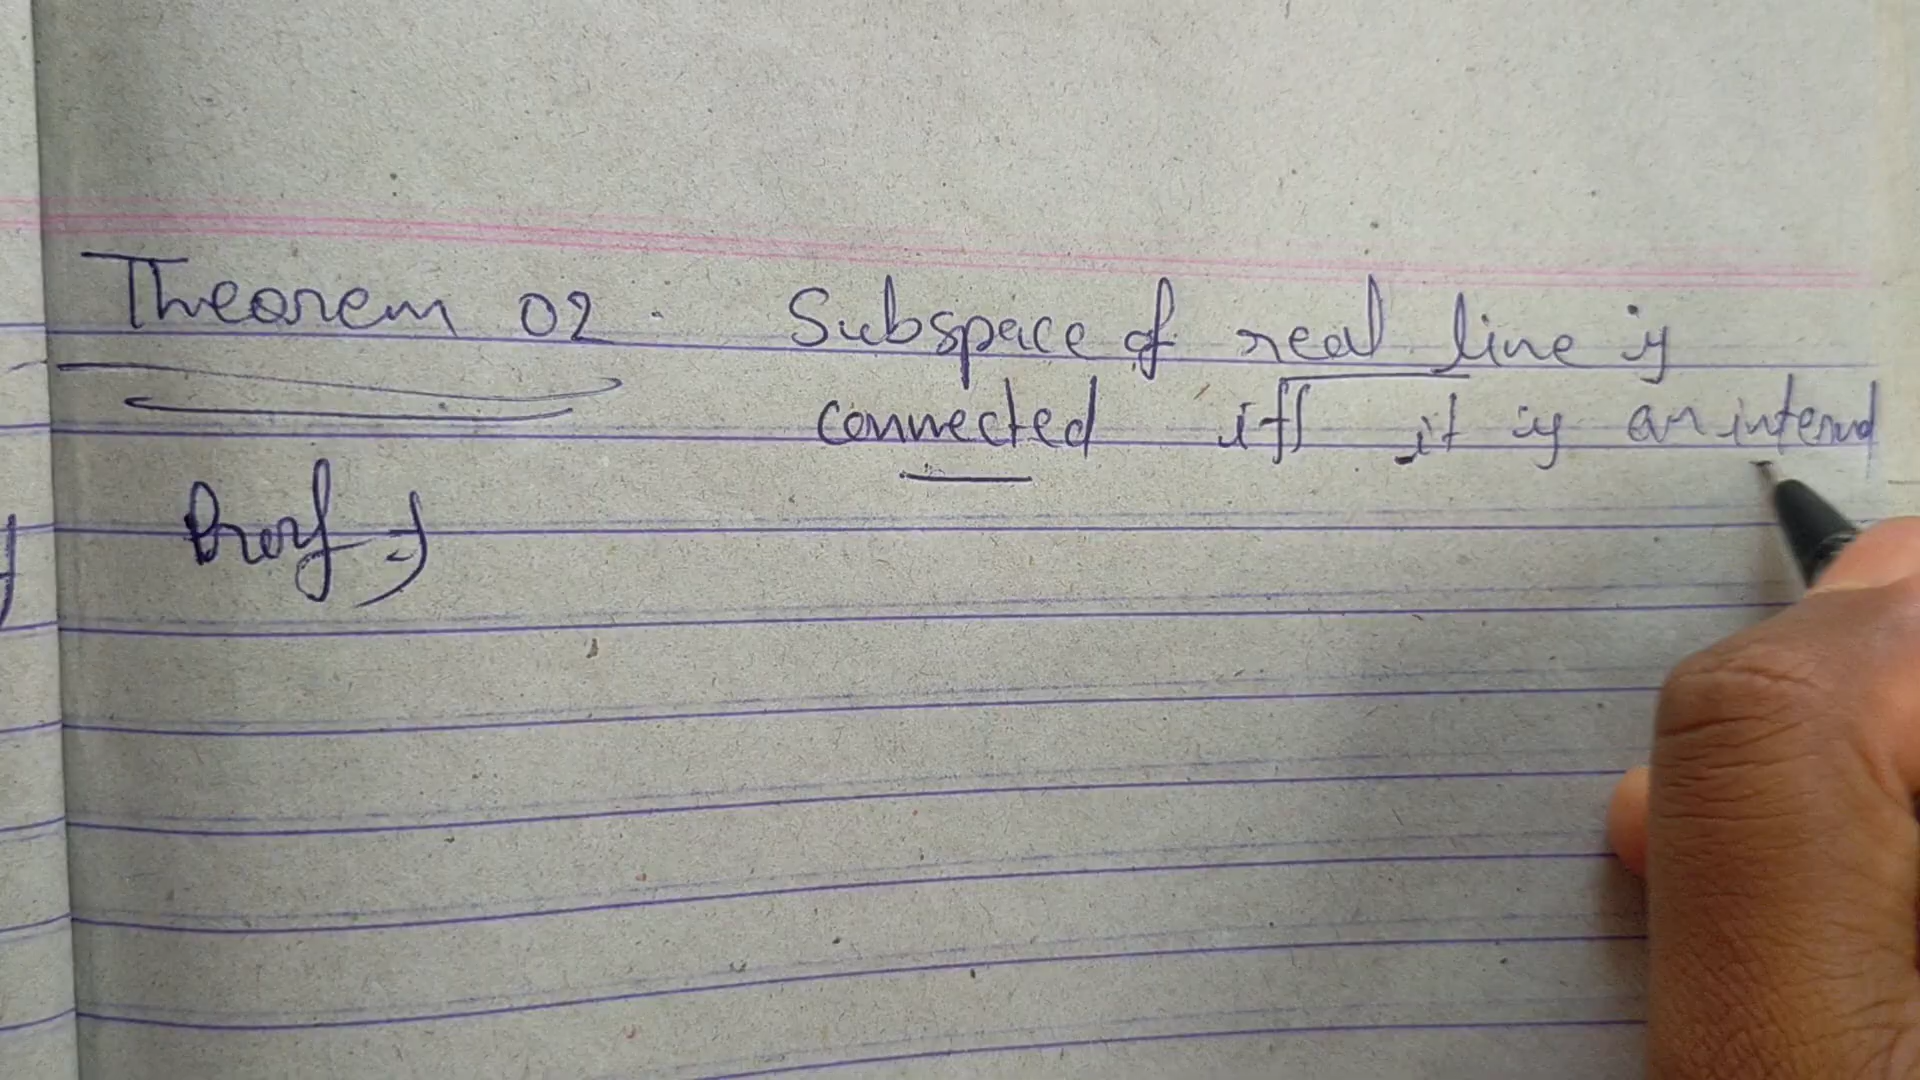 Theorem 02. Subspace of real line is
connected iff it is an interval
Proof :-